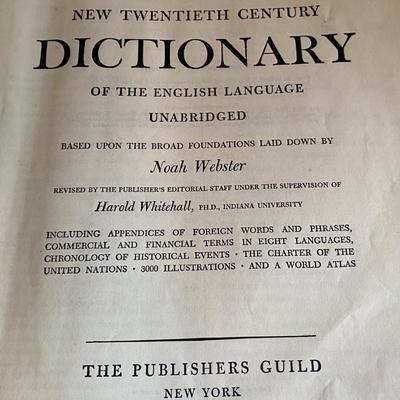 NEW TWENTIETH CENTURY
DICTIONARY
OF THE ENGLISH LANGUAGE
UNABRIDGED
BASED UPON THE BROAD FOUNDATIONS LAID DOWN BY
Noah Webster
REVISED BY THE PUBLISHER'S EDITORIAL STAFF UNDER THE SUPERVISION OF
Harold Whitehall, PH.D., INDIANA UNIVERSITY
INCLUDING APPENDICES OF FOREIGN WORDS AND PHRASES,
COMMERCIAL AND FINANCIAL TERMS IN EIGHT LANGUAGES,
CHRONOLOGY OF HISTORICAL EVENTS · THE CHARTER OF THE
UNITED NATIONS · 3000 ILLUSTRATIONS · AND A WORLD ATLAS
THE PUBLISHERS GUILD
NEW YORK